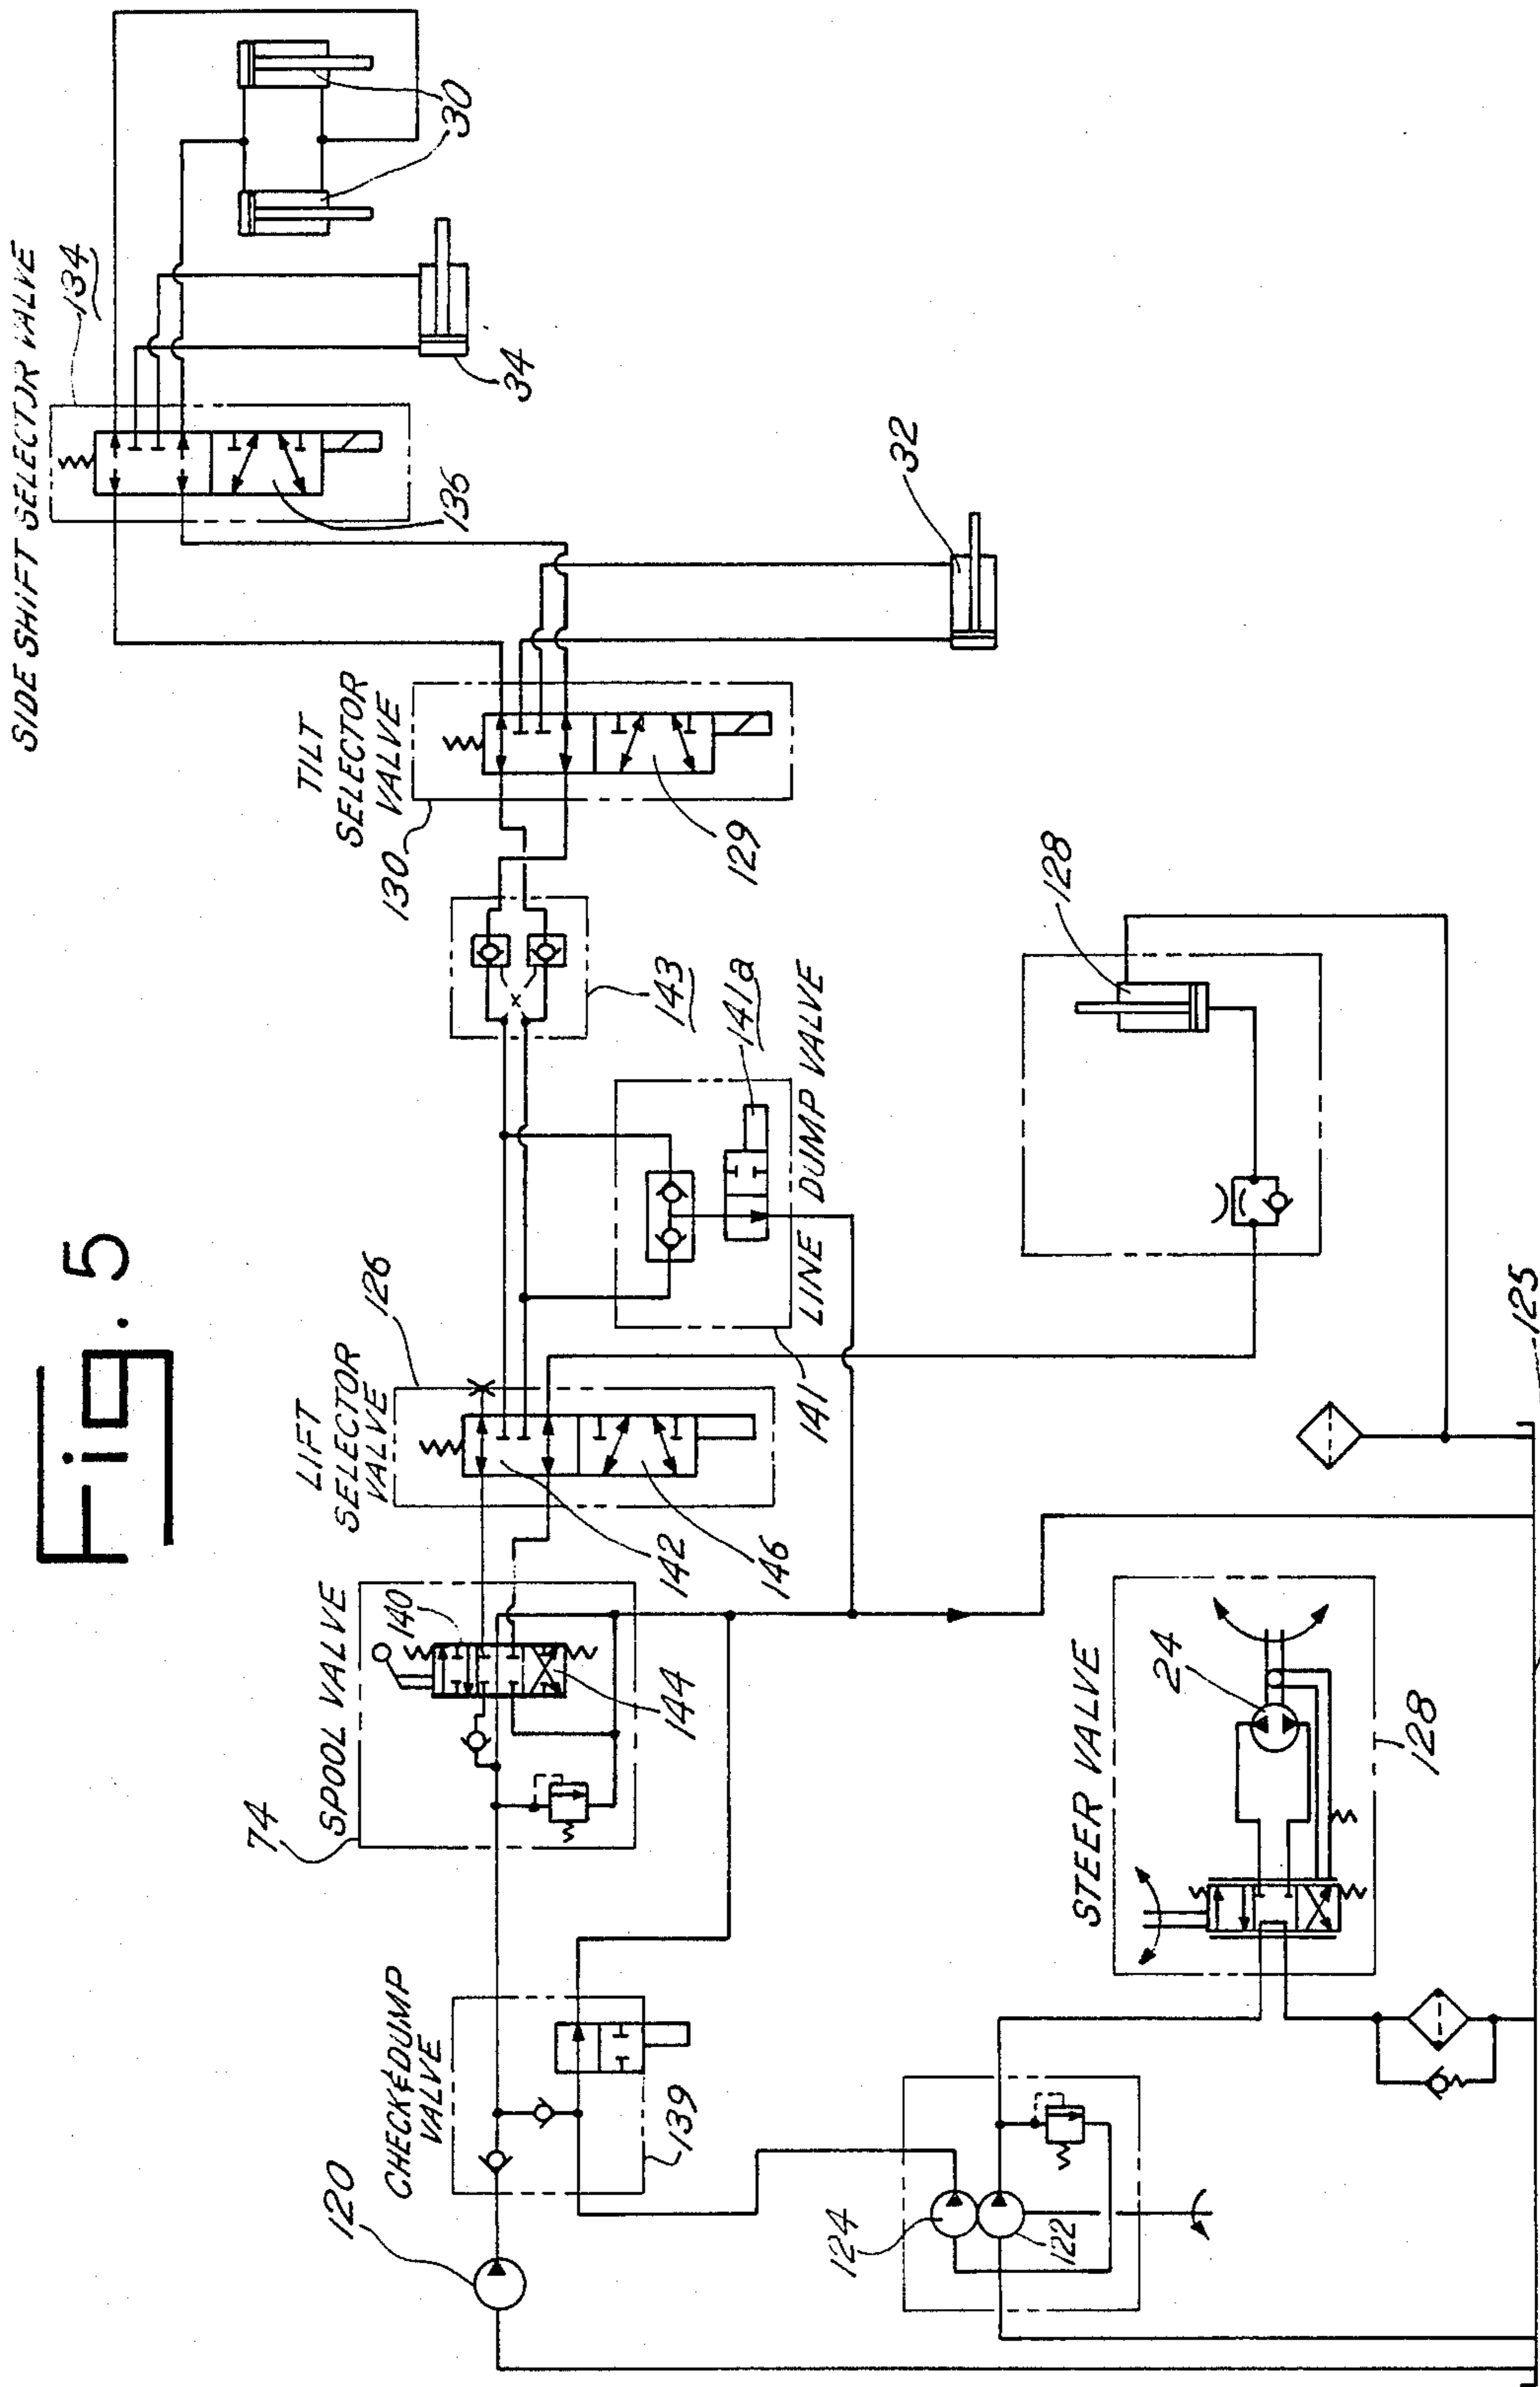 Fig. 5
SIDE SHIFT SELECTOR VALVE
134
30
34
136
32
TILT
SELECTOR
VALVE
130
129
143
141a
LINE DUMP VALVE
141
128
LIFT
SELECTOR
VALVE
126
142
146
SPOOL VALVE
74
140
144
CHECK & DUMP
VALVE
139
120
124
122
STEER VALVE
24
128
125